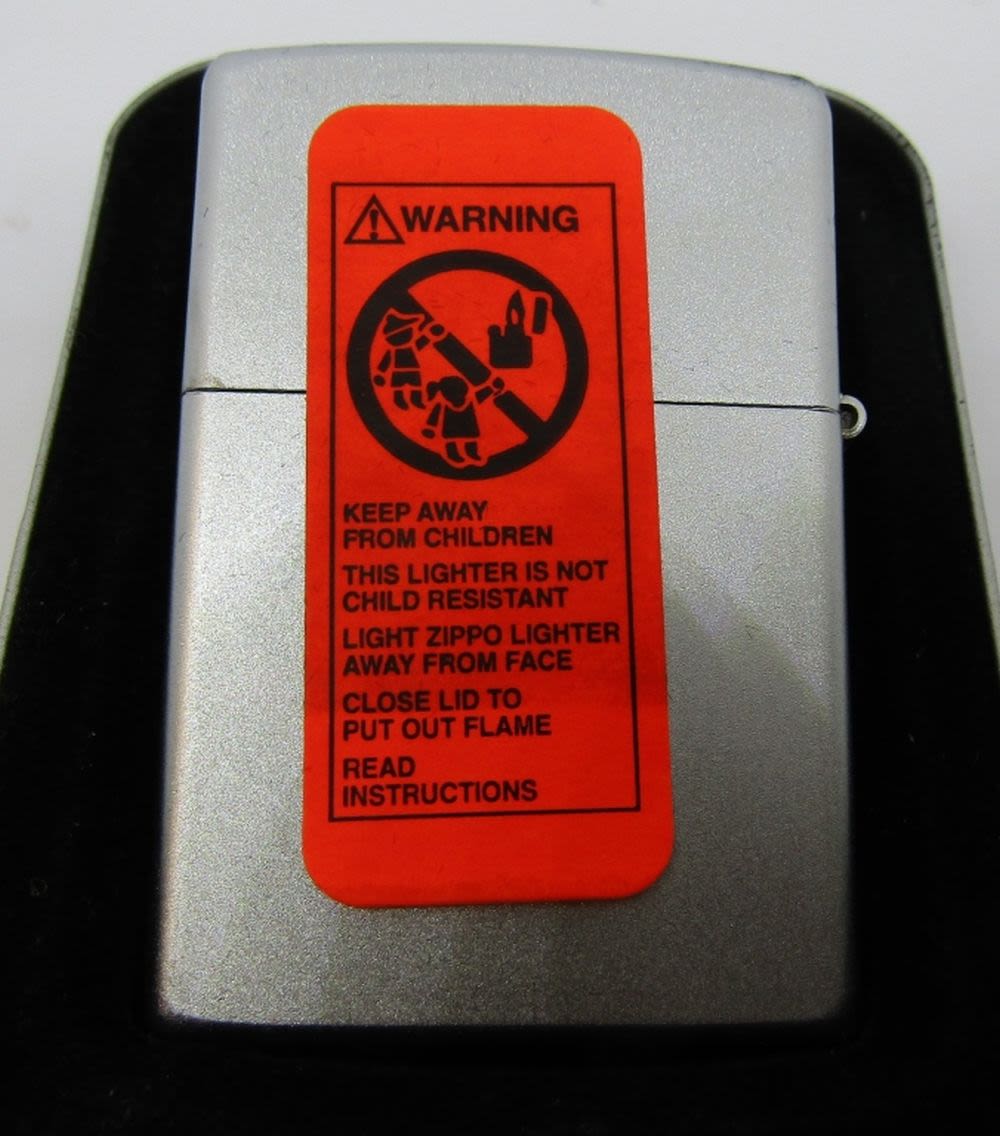 WARNING
KEEP AWAY
FROM CHILDREN
THIS LIGHTER IS NOT
CHILD RESISTANT
LIGHT ZIPPO LIGHTER
AWAY FROM FACE
CLOSE LID TO
PUT OUT FLAME
READ
INSTRUCTIONS